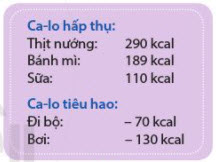 Ca-lo hấp thụ:
Thịt nướng: 290 kcal
Bánh mì: 189 kcal
Sữa: 110 kcal
Ca-lo tiêu hao:
Đi bộ: – 70 kcal
Bơi: – 130 kcal